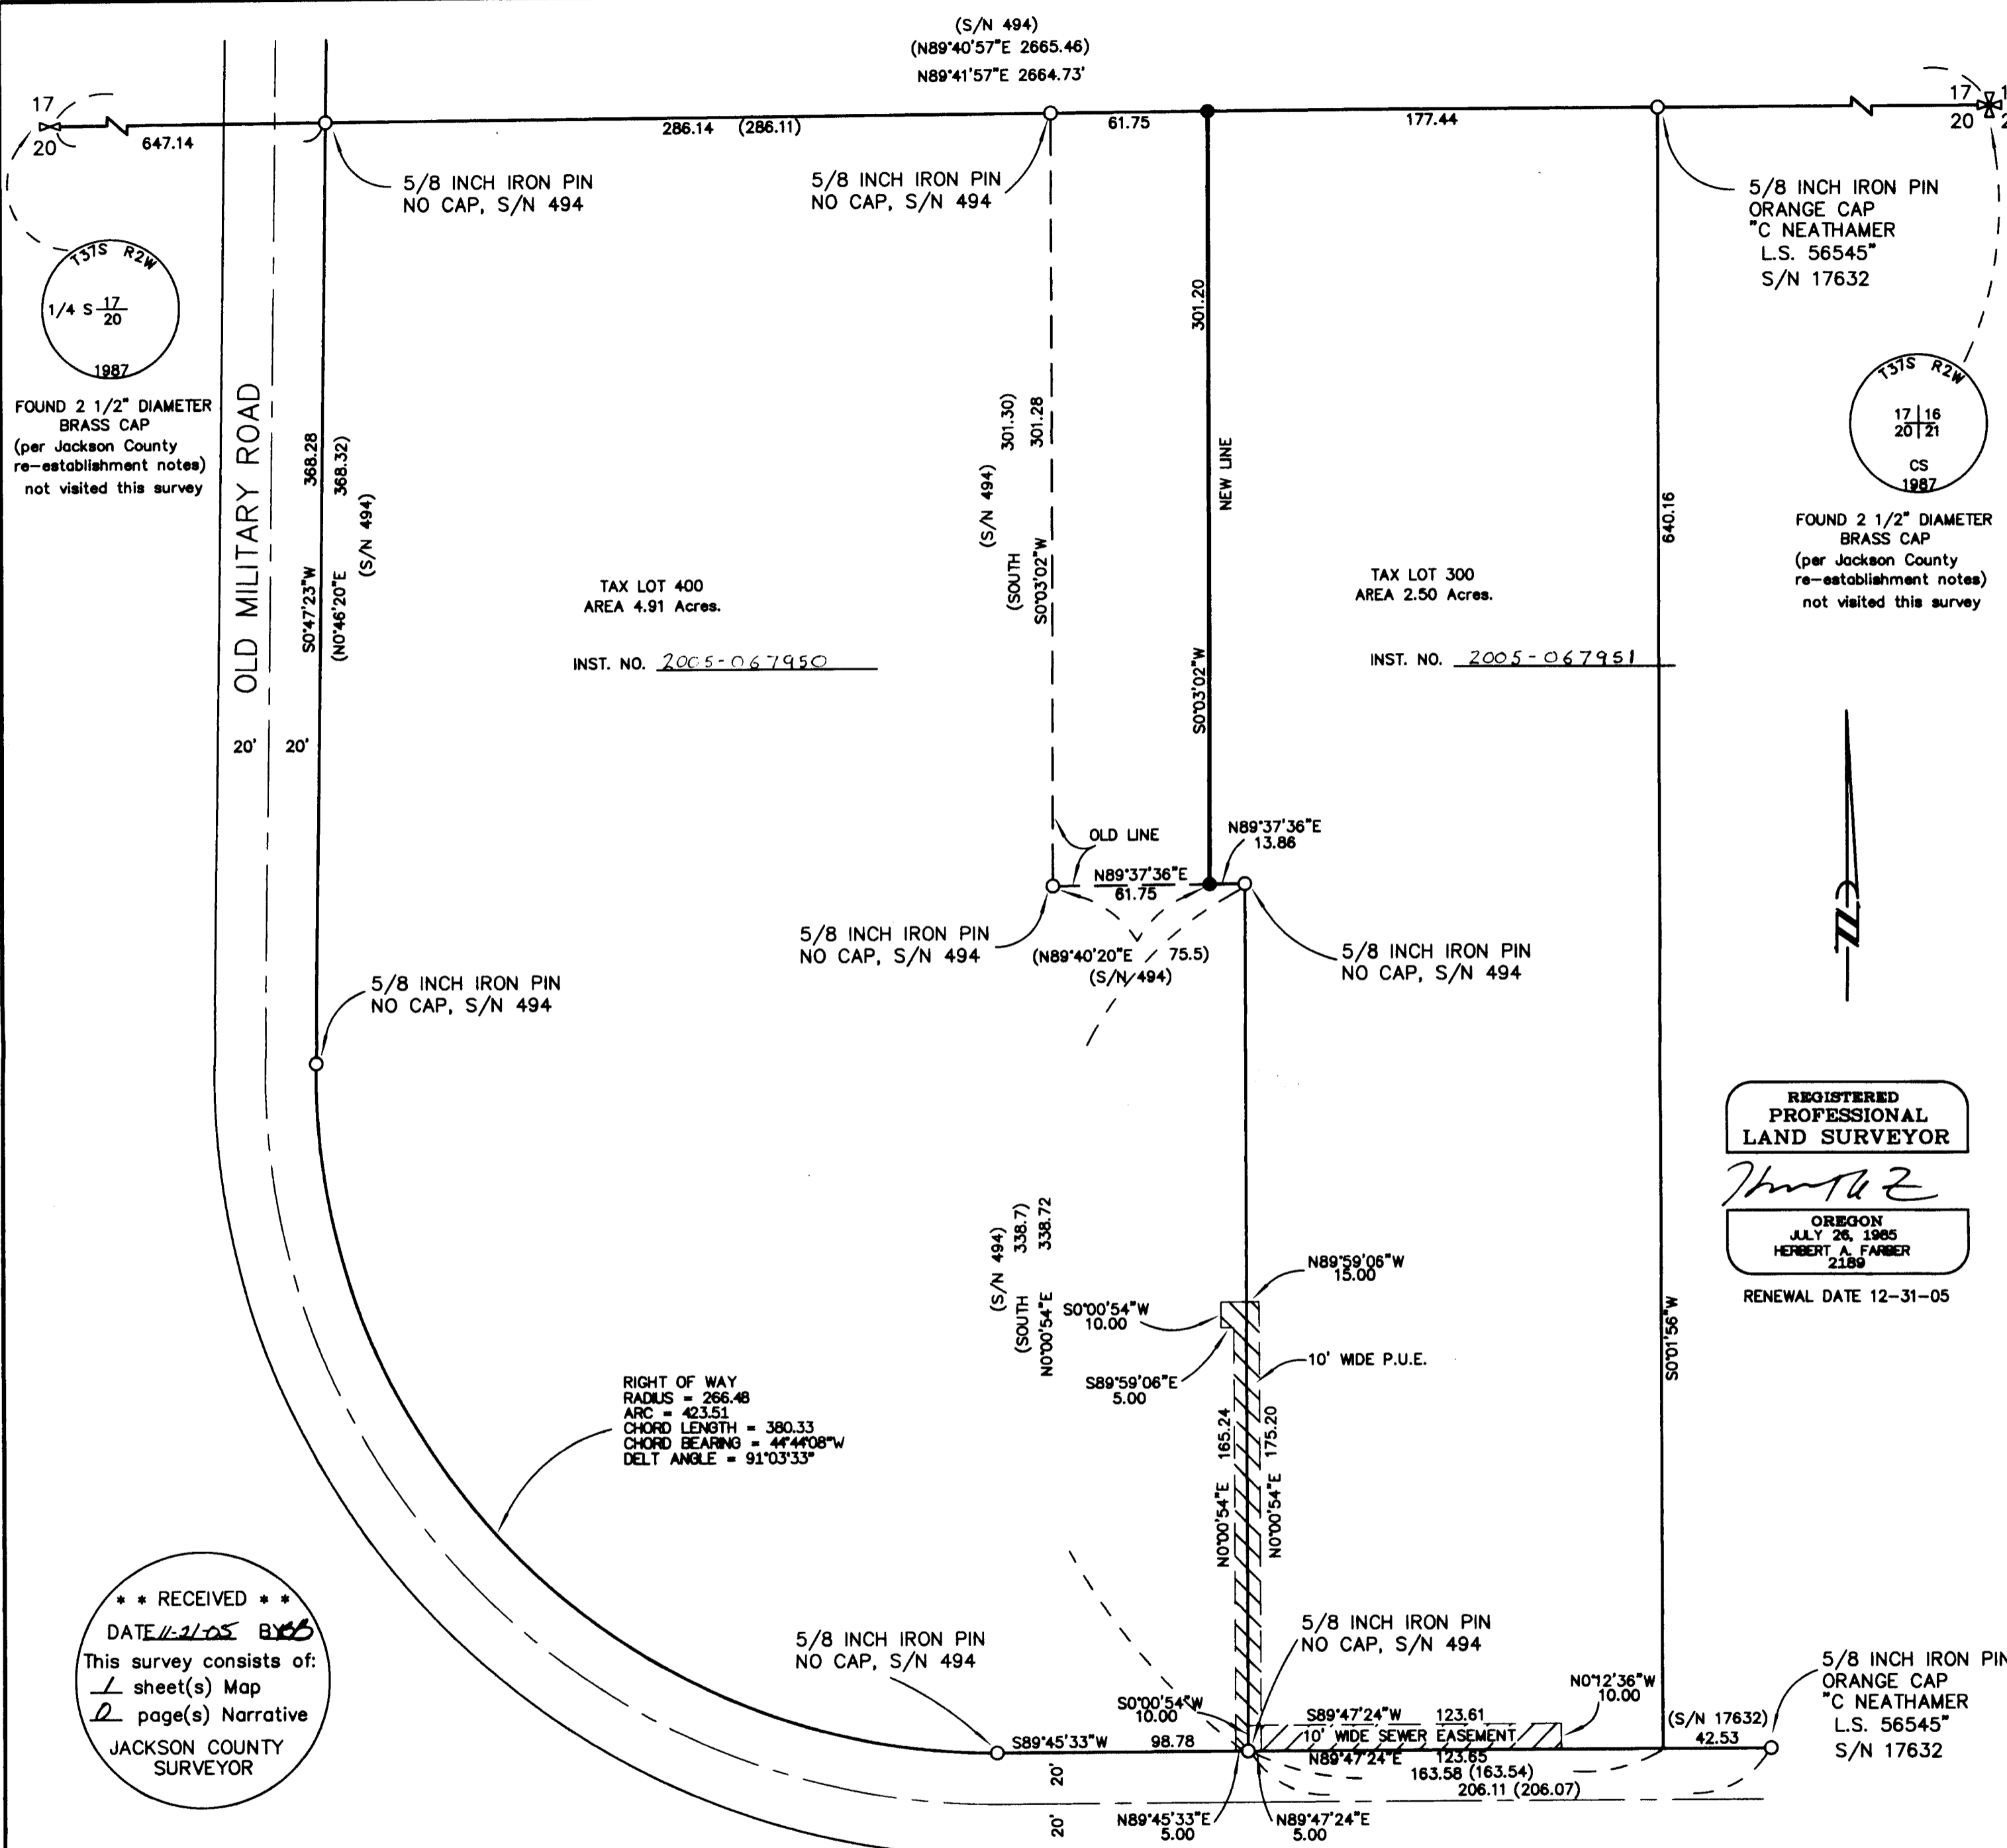 (S/N 494)
(N89°40'57"E 2665.46)
N89°41'57"E 2664.73'
17
20
647.14
286.14 (286.11)
61.75
177.44
17
20
5/8 INCH IRON PIN
NO CAP, S/N 494
5/8 INCH IRON PIN
NO CAP, S/N 494
5/8 INCH IRON PIN
ORANGE CAP
"C NEATHAMER
L.S. 56545"
S/N 17632
T37S R2W
1/4 S 17
20
1987
FOUND 2 1/2" DIAMETER
BRASS CAP
(per Jackson County
re-establishment notes)
not visited this survey
T37S R2W
17 16
20 21
CS
1987
FOUND 2 1/2" DIAMETER
BRASS CAP
(per Jackson County
re-establishment notes)
not visited this survey
OLD MILITARY ROAD
20' 20'
S0°47'23"W 368.28
(N0°46'20"E 368.32)
(S/N 494)
(S/N 494)
(SOUTH 301.30)
S0°03'02"W 301.28
301.20
NEW LINE
S0°03'02"W
640.16
S0°01'56"W
TAX LOT 400
AREA 4.91 Acres.
INST. NO. 2005-067950
TAX LOT 300
AREA 2.50 Acres.
INST. NO. 2005-067951
OLD LINE
N89°37'36"E
61.75
N89°37'36"E
13.86
5/8 INCH IRON PIN
NO CAP, S/N 494
(N89°40'20"E 75.5)
(S/N 494)
5/8 INCH IRON PIN
NO CAP, S/N 494
5/8 INCH IRON PIN
NO CAP, S/N 494
REGISTERED
PROFESSIONAL
LAND SURVEYOR
OREGON
JULY 26, 1985
HERBERT A. FARBER
2189
RENEWAL DATE 12-31-05
(S/N 494)
(SOUTH 338.7)
N0°00'54"E 338.72
N89°59'06"W
15.00
S0°00'54"W
10.00
10' WIDE P.U.E.
S89°59'06"E
5.00
N0°00'54"E 165.24
N0°00'54"E 175.20
RIGHT OF WAY
RADIUS = 266.48
ARC = 423.51
CHORD LENGTH = 380.33
CHORD BEARING = 44°44'08"W
DELT ANGLE = 91°03'33"
* * RECEIVED * *
DATE 11-21-05 BY
This survey consists of:
1 sheet(s) Map
0 page(s) Narrative
JACKSON COUNTY
SURVEYOR
5/8 INCH IRON PIN
NO CAP, S/N 494
5/8 INCH IRON PIN
NO CAP, S/N 494
5/8 INCH IRON PIN
ORANGE CAP
"C NEATHAMER
L.S. 56545"
S/N 17632
S0°00'54"W
10.00
N0°12'36"W
10.00
S89°47'24"W 123.61
10' WIDE SEWER EASEMENT
N89°47'24"E 123.65
(S/N 17632)
42.53
S89°45'33"W 98.78
163.58 (163.54)
206.11 (206.07)
20'
20'
N89°45'33"E
5.00
N89°47'24"E
5.00